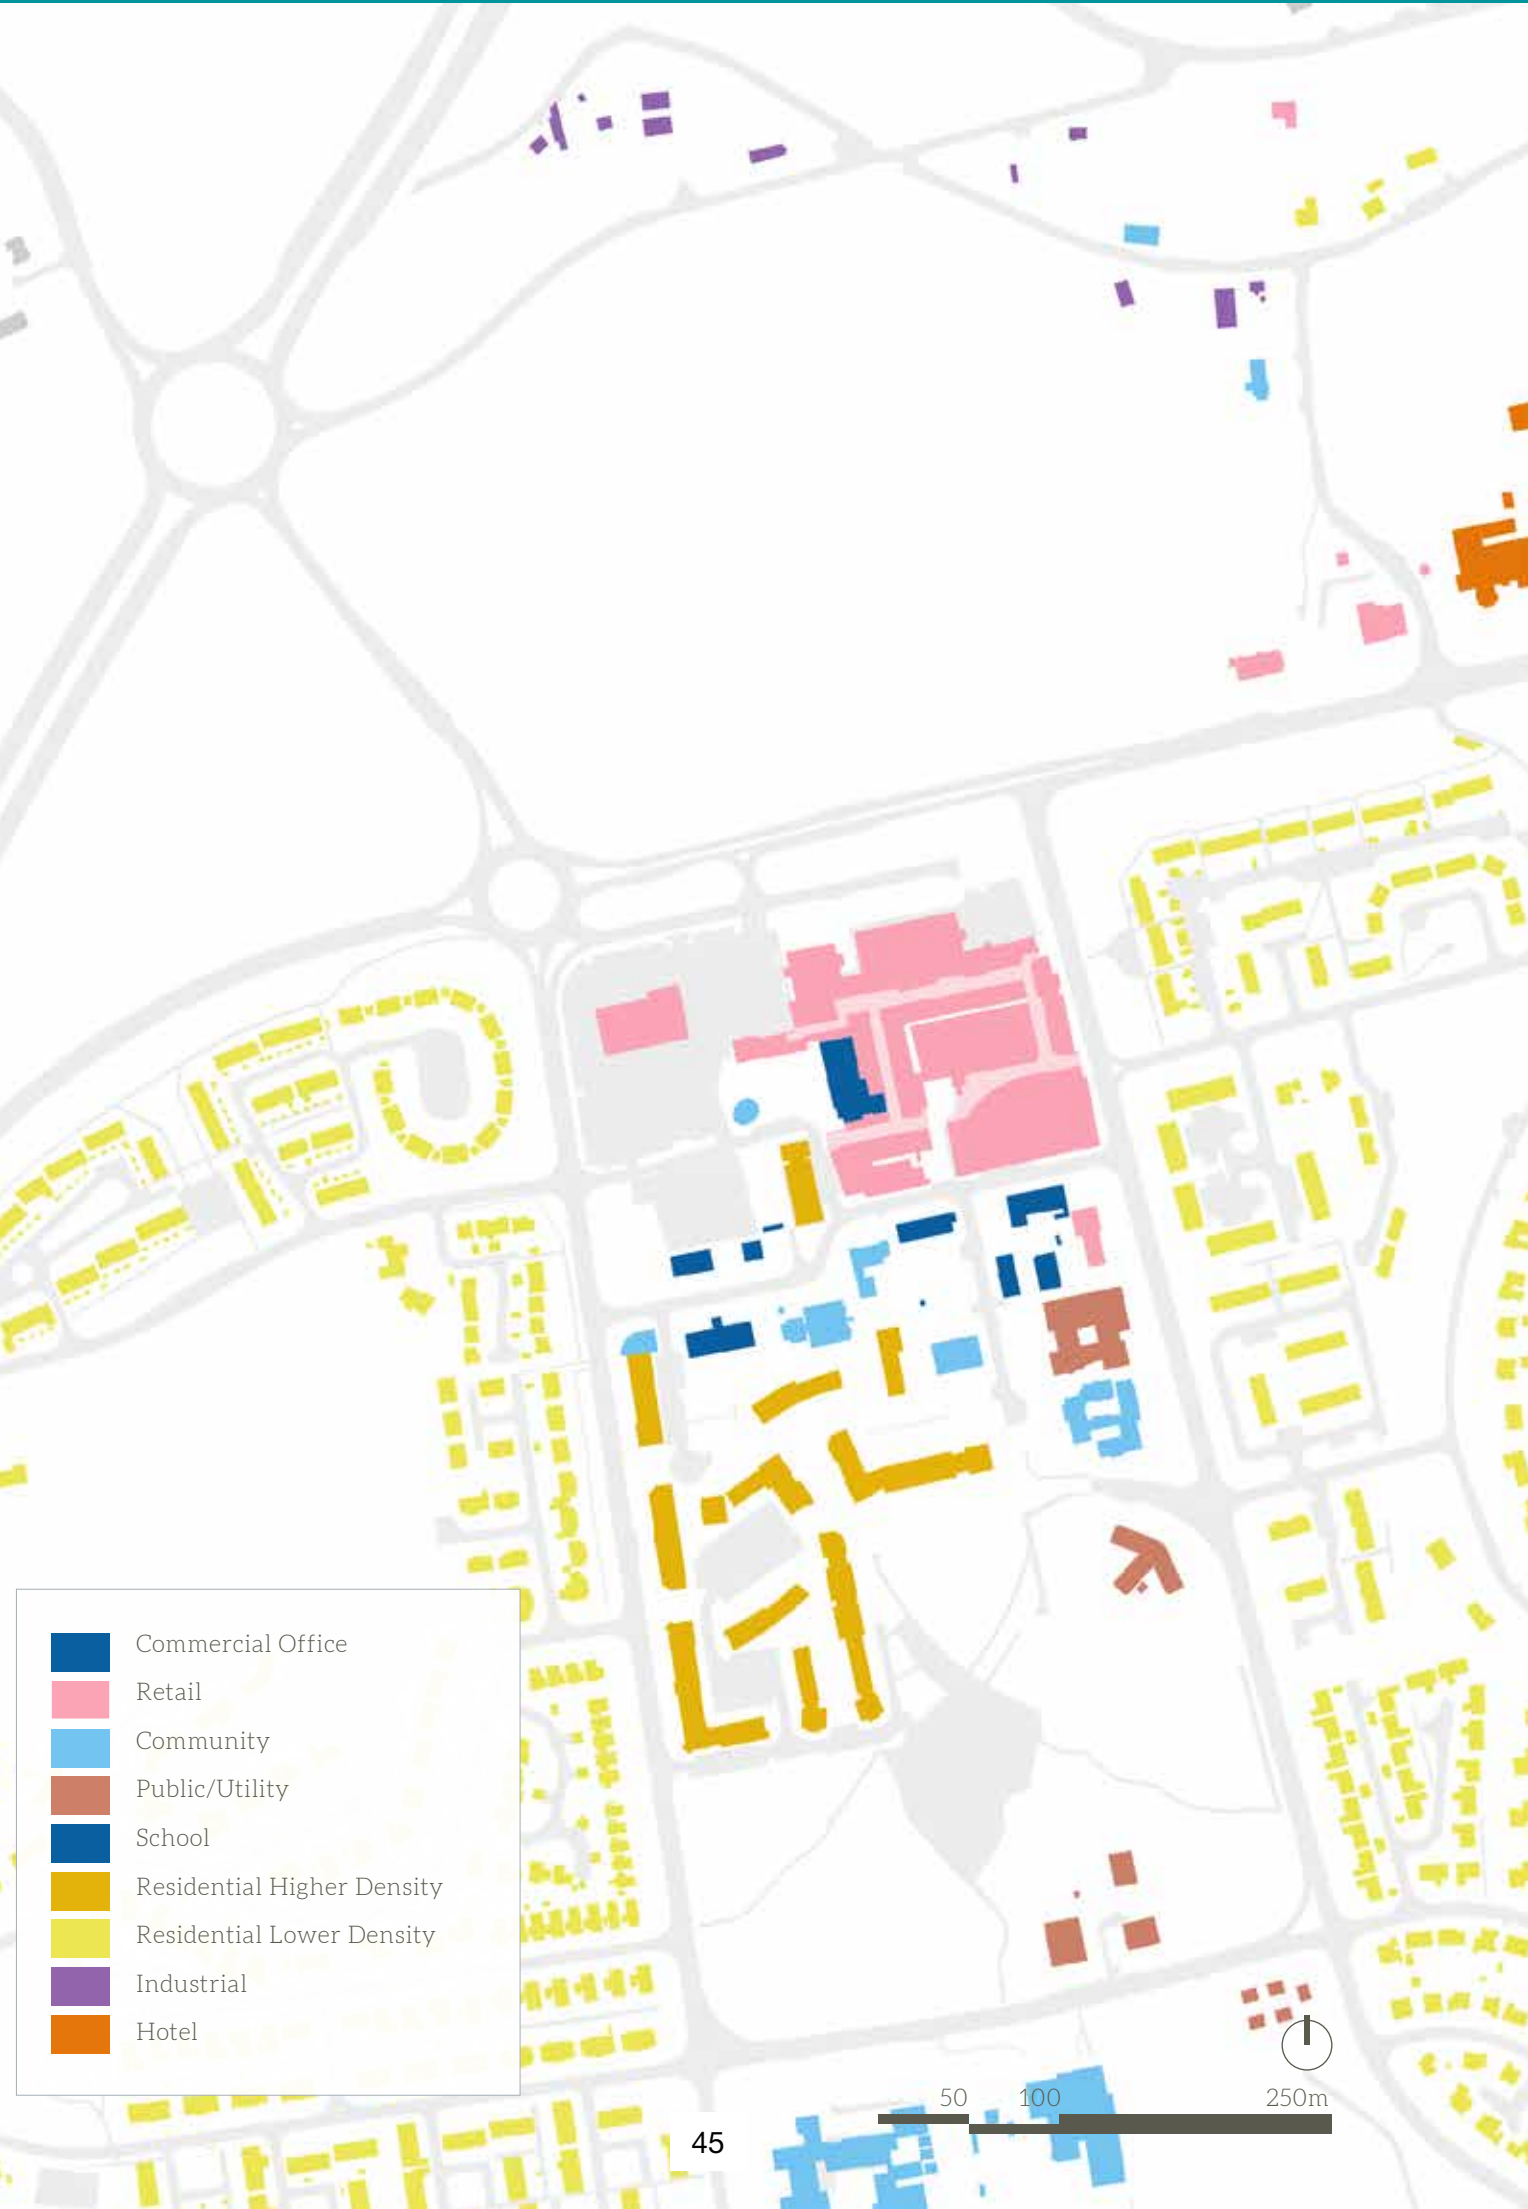 Commercial Office
Retail
Community
Public/Utility
School
Residential Higher Density
Residential Lower Density
Industrial
Hotel
50 100 250m
45